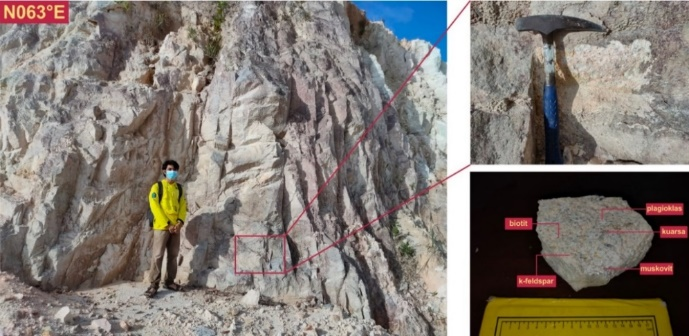 N063°E
plagioklas
biotit
kuarsa
muskovit
k-feldspar